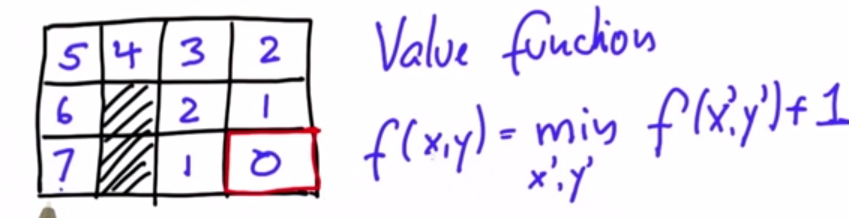 5 4 3 2
6 2 1
7 1 0
Value function
f(x,y) = min f(x',y')+1
x',y'